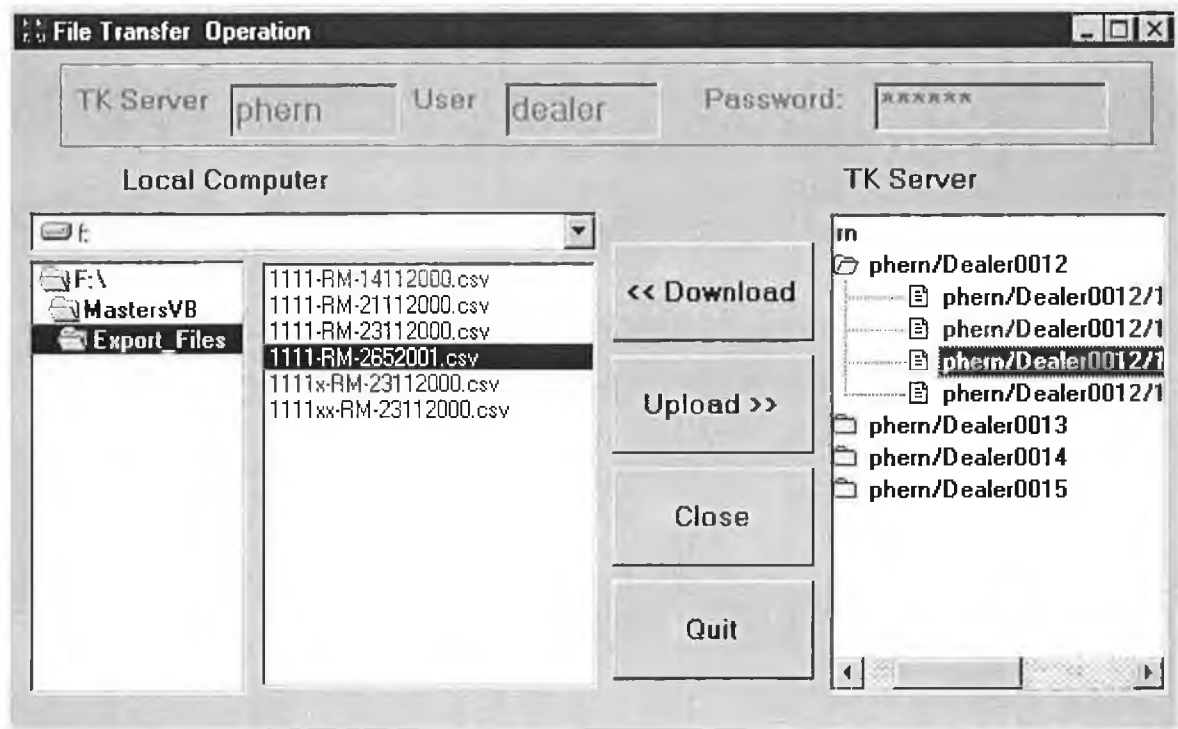 File Transfer Operation
TK Server phern User dealer Password: ******
Local Computer
TK Server
f:
F:\
MastersVB
Export_Files
1111-RM-14112000.csv
1111-RM-21112000.csv
1111-RM-23112000.csv
1111-RM-2652001.csv
1111x-RM-23112000.csv
1111xx-RM-23112000.csv
<< Download
Upload >>
Close
Quit
rn
phern/Dealer0012
phern/Dealer0012/1
phern/Dealer0012/1
phern/Dealer0012/1
phern/Dealer0012/1
phern/Dealer0013
phern/Dealer0014
phern/Dealer0015